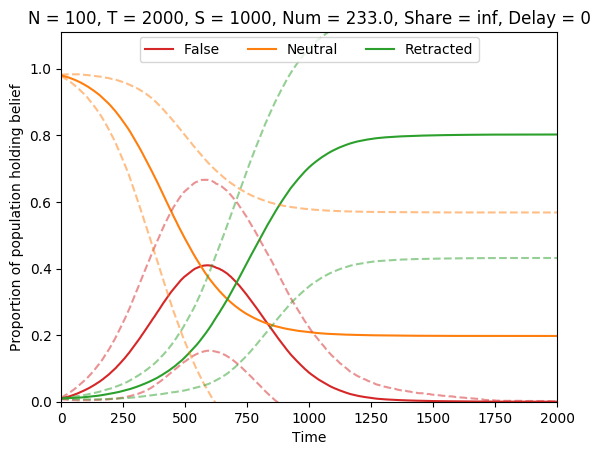 N = 100, T = 2000, S = 1000, Num = 233.0, Share = inf, Delay = 0
False Neutral Retracted
Proportion of population holding belief
1.0
0.8
0.6
0.4
0.2
0.0
0 250 500 750 1000 1250 1500 1750 2000
Time